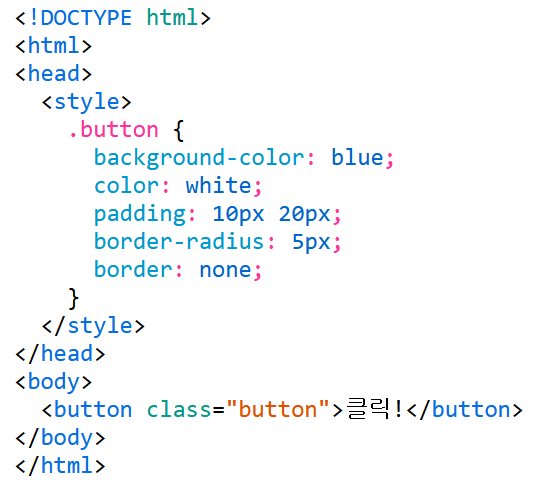 <!DOCTYPE html>
<html>
<head>
  <style>
    .button {
      background-color: blue;
      color: white;
      padding: 10px 20px;
      border-radius: 5px;
      border: none;
    }
  </style>
</head>
<body>
  <button class="button">클릭!</button>
</body>
</html>